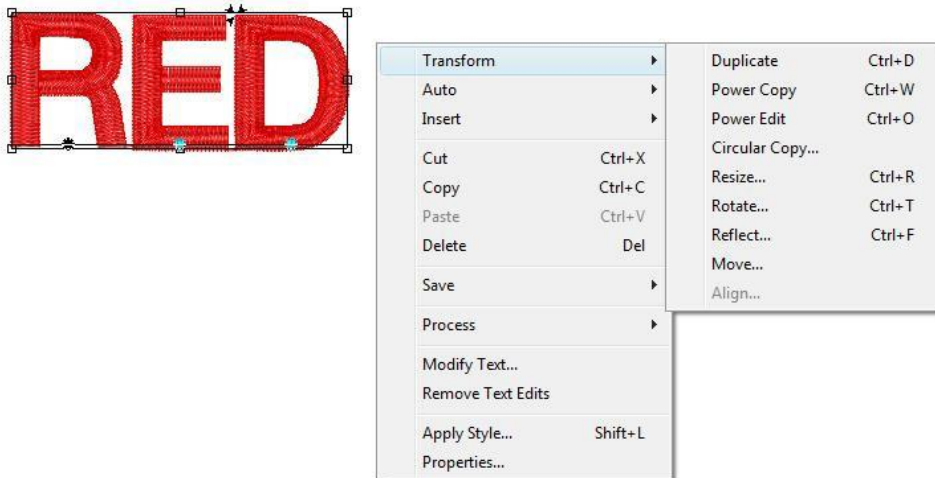 RED
Transform
Auto
Insert
Cut Ctrl+X
Copy Ctrl+C
Paste Ctrl+V
Delete Del
Save
Process
Modify Text...
Remove Text Edits
Apply Style... Shift+L
Properties...
Duplicate Ctrl+D
Power Copy Ctrl+W
Power Edit Ctrl+O
Circular Copy...
Resize... Ctrl+R
Rotate... Ctrl+T
Reflect... Ctrl+F
Move...
Align...